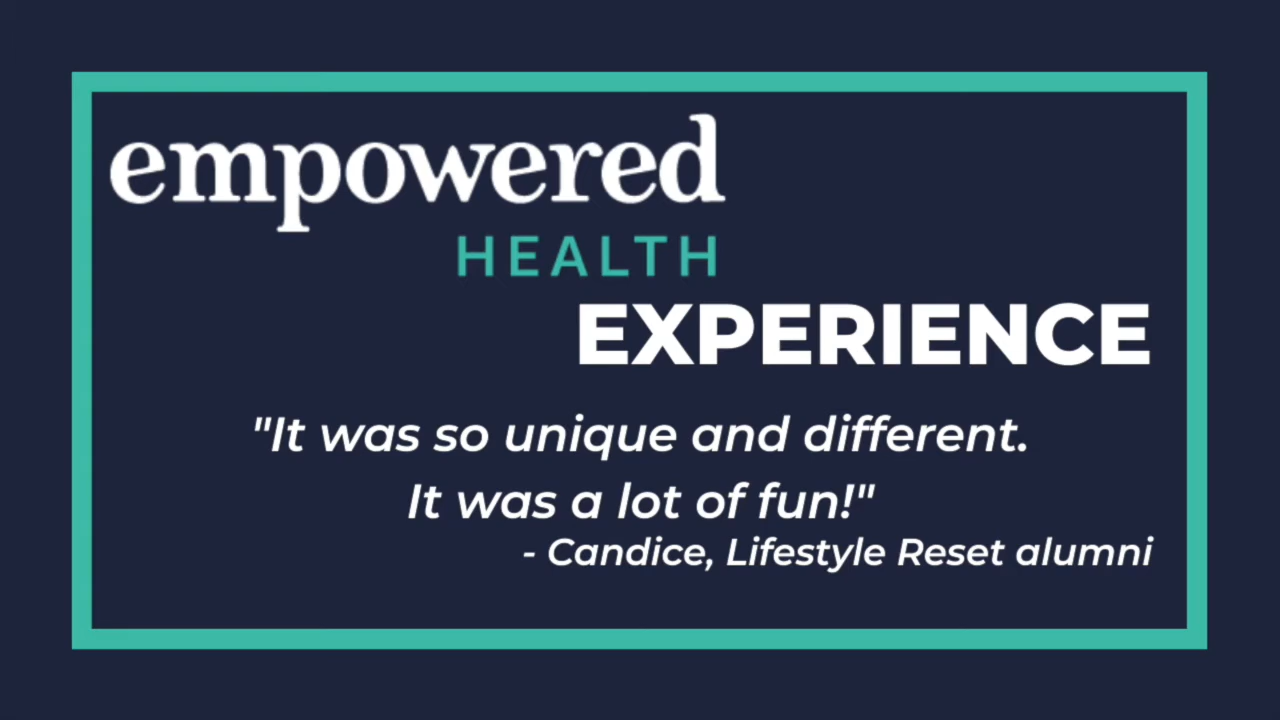 empowered
HEALTH
EXPERIENCE
"It was so unique and different.
It was a lot of fun!"
- Candice, Lifestyle Reset alumni